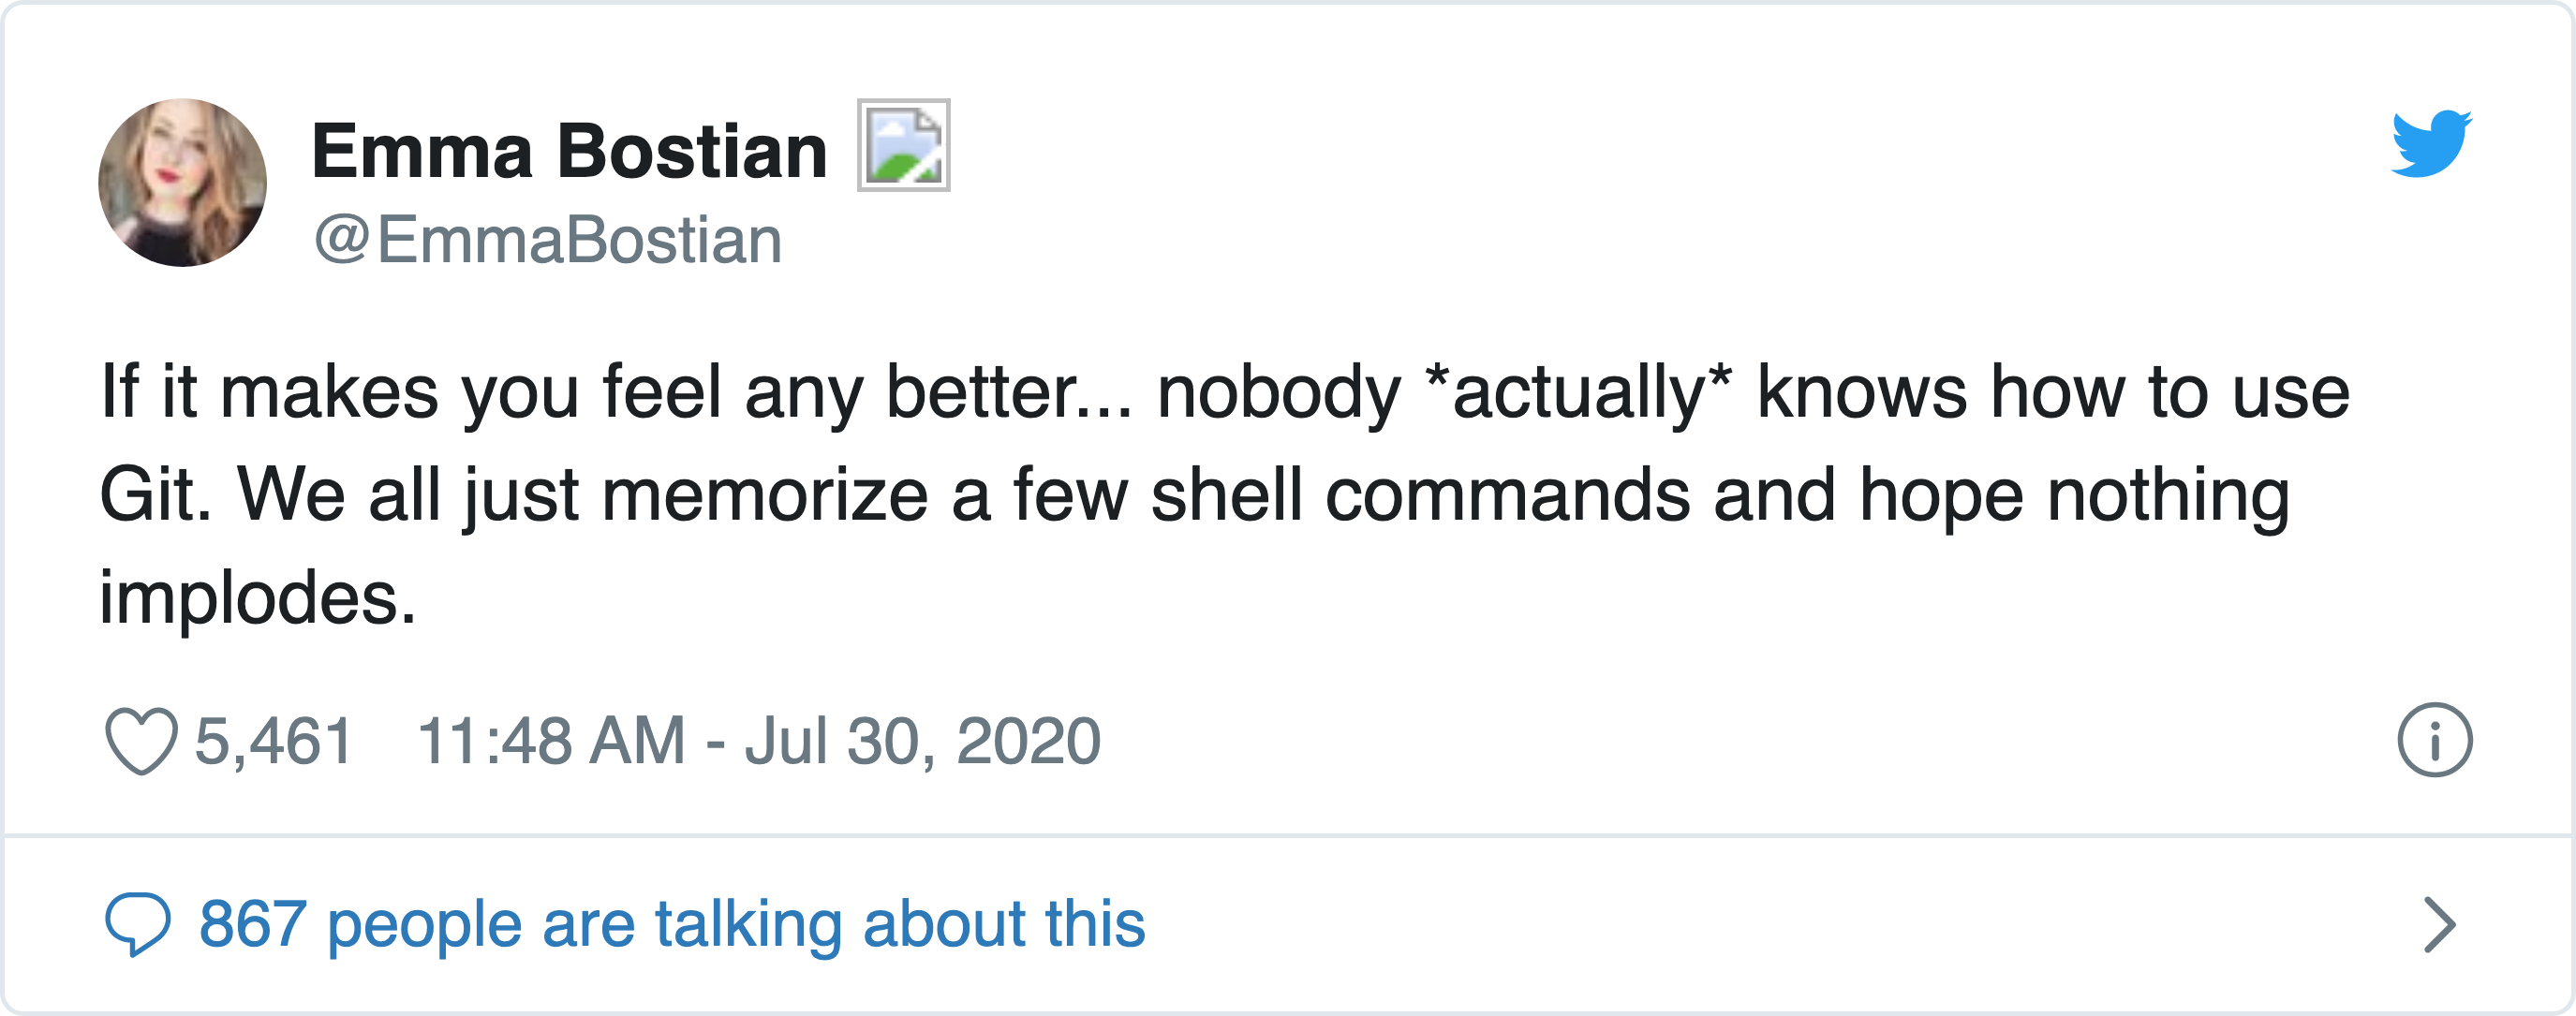 Emma Bostian
@EmmaBostian
If it makes you feel any better... nobody *actually* knows how to use
Git. We all just memorize a few shell commands and hope nothing
implodes.
5,461 11:48 AM - Jul 30, 2020
867 people are talking about this